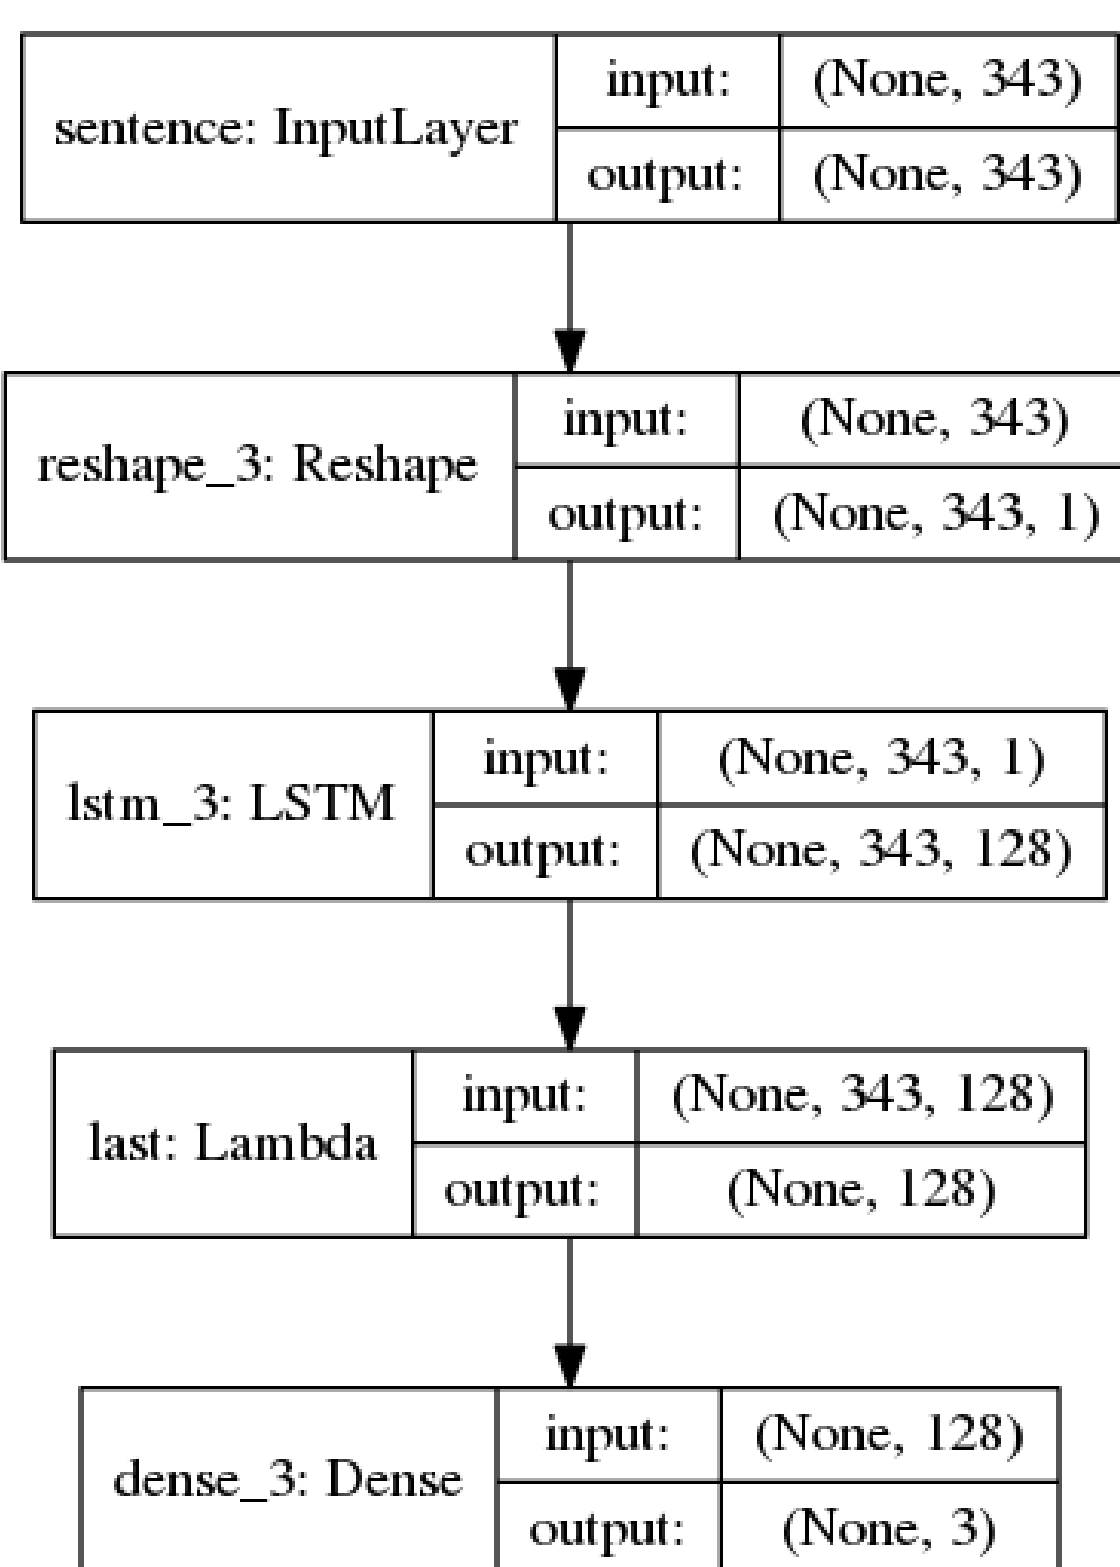 sentence: InputLayer
input: (None, 343)
output: (None, 343)
reshape_3: Reshape
input: (None, 343)
output: (None, 343, 1)
lstm_3: LSTM
input: (None, 343, 1)
output: (None, 343, 128)
last: Lambda
input: (None, 343, 128)
output: (None, 128)
dense_3: Dense
input: (None, 128)
output: (None, 3)